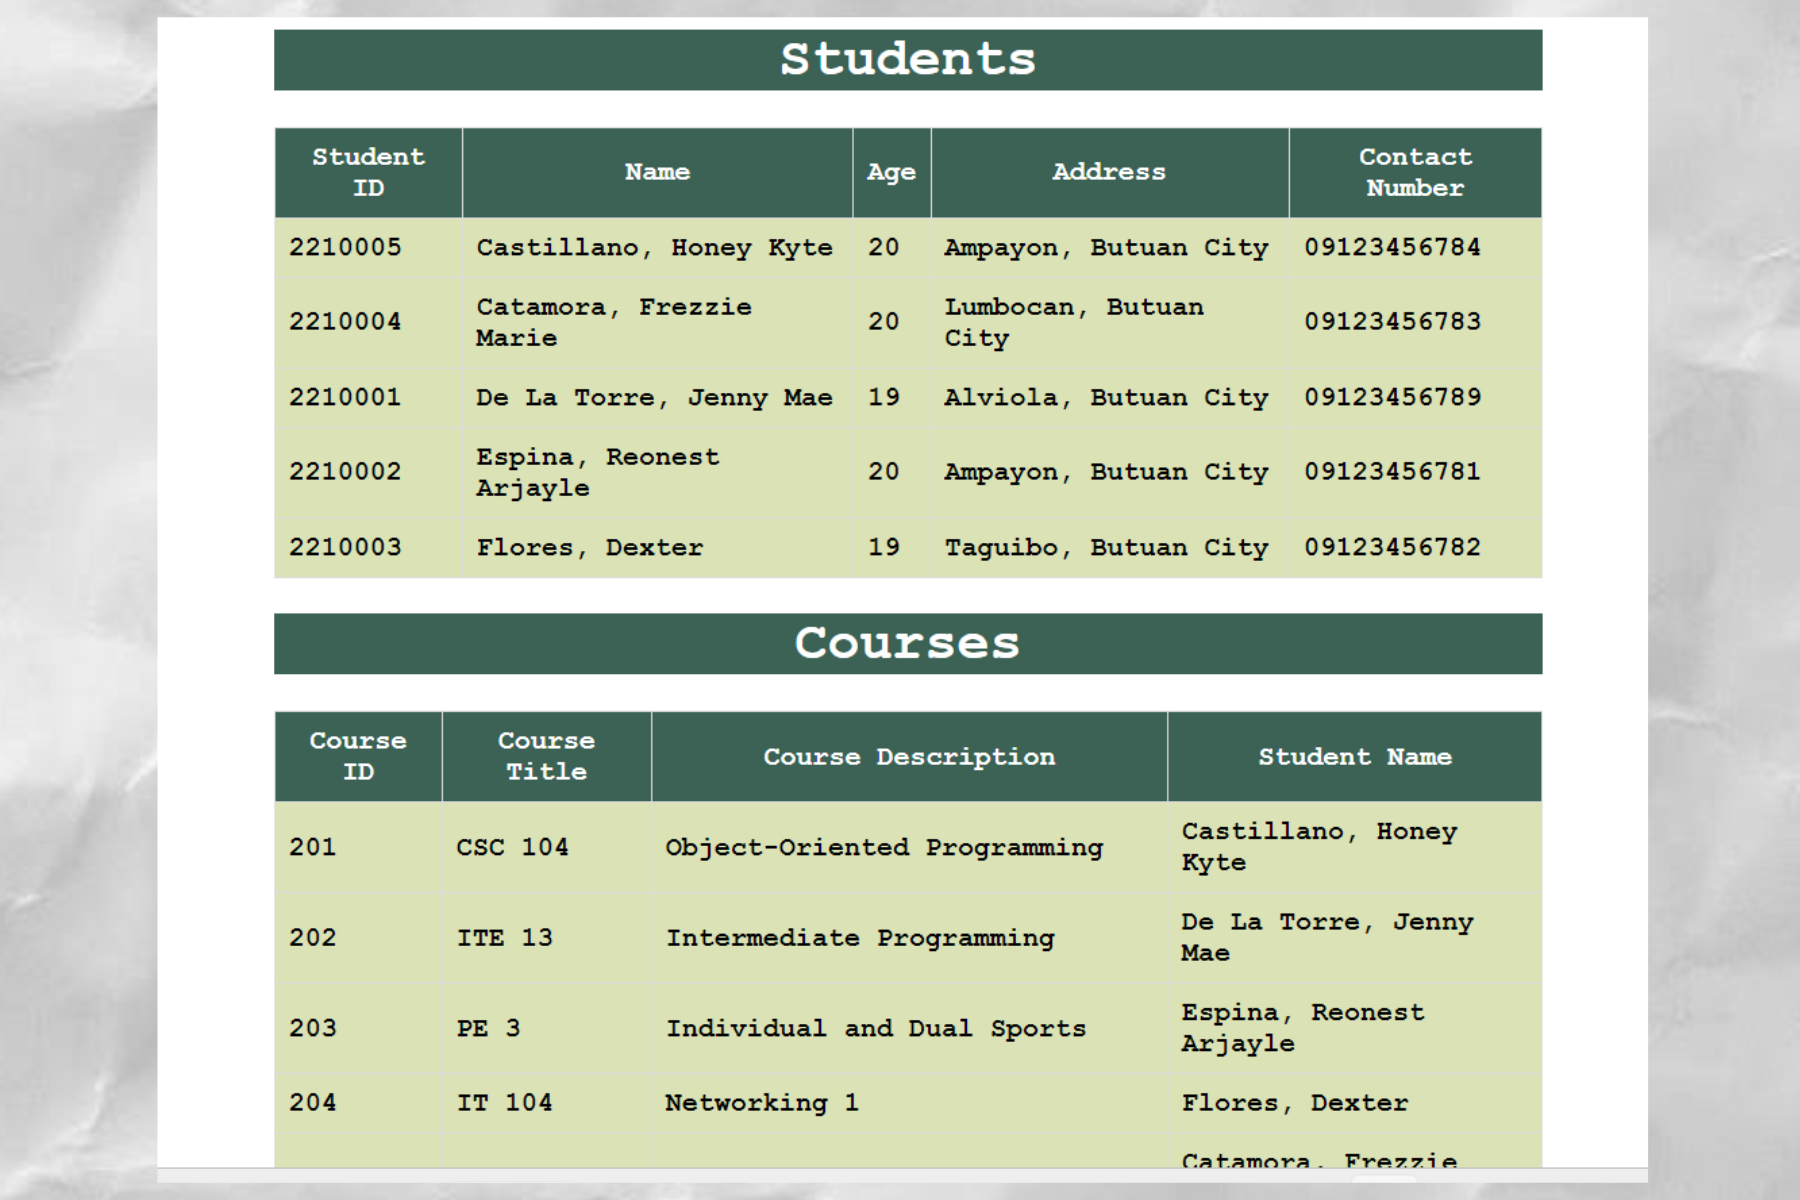 Students
Student ID Name Age Address Contact Number
2210005 Castillano, Honey Kyte 20 Ampayon, Butuan City 09123456784
2210004 Catamora, Frezzie Marie 20 Lumbocan, Butuan City 09123456783
2210001 De La Torre, Jenny Mae 19 Alviola, Butuan City 09123456789
2210002 Espina, Reonest Arjayle 20 Ampayon, Butuan City 09123456781
2210003 Flores, Dexter 19 Taguibo, Butuan City 09123456782
Courses
Course ID Course Title Course Description Student Name
201 CSC 104 Object-Oriented Programming Castillano, Honey Kyte
202 ITE 13 Intermediate Programming De La Torre, Jenny Mae
203 PE 3 Individual and Dual Sports Espina, Reonest Arjayle
204 IT 104 Networking 1 Flores, Dexter
Catamora, Frezzie